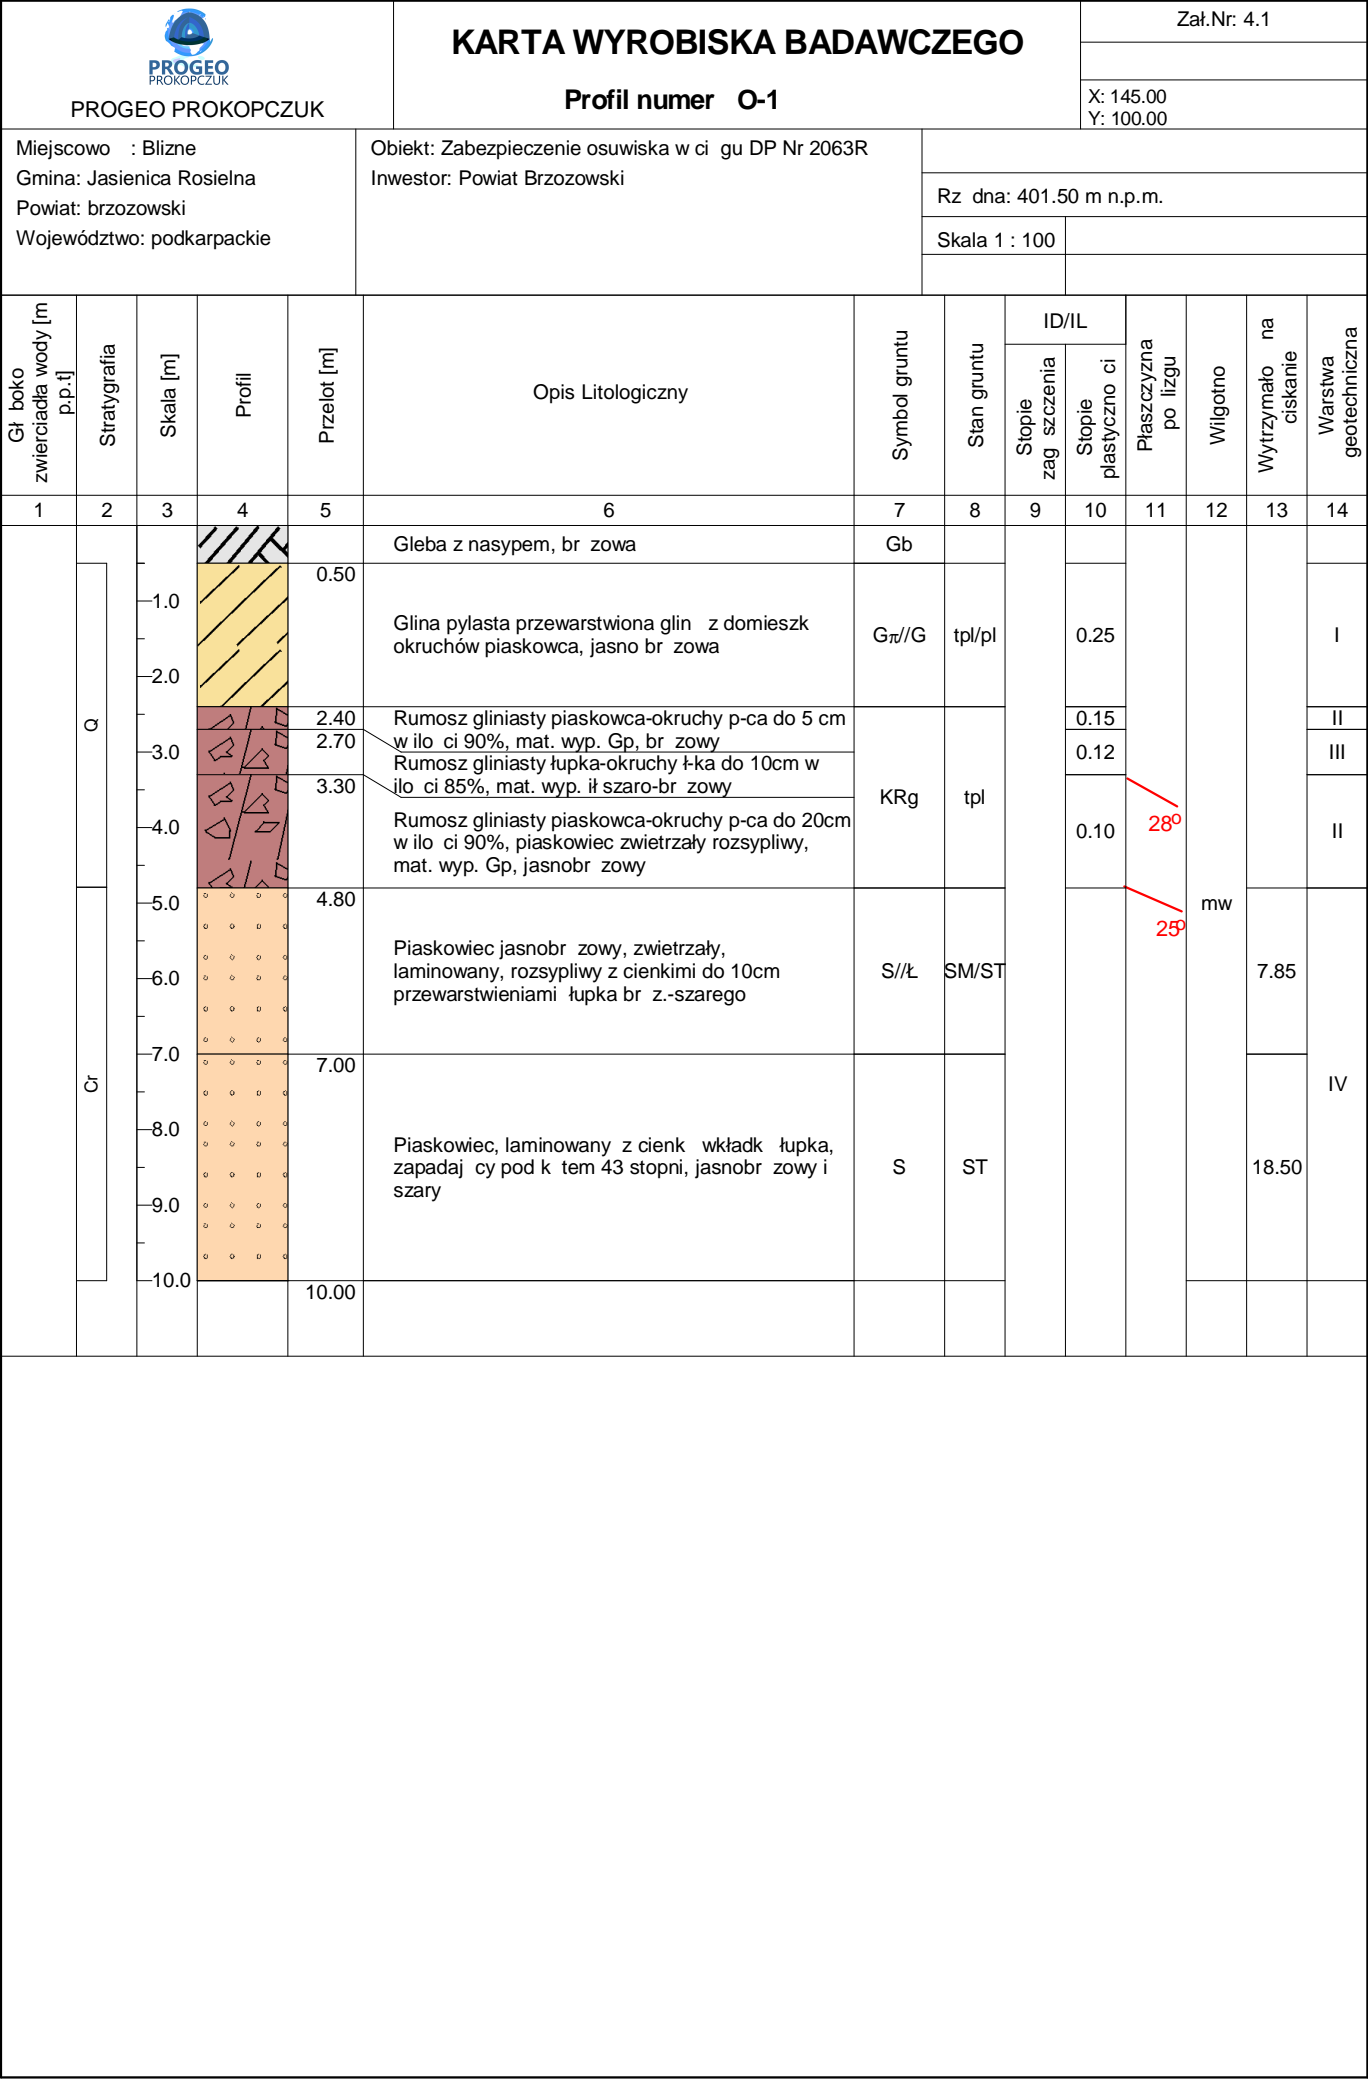 PROGEO
PROKOPCZUK
PROGEO PROKOPCZUK
KARTA WYROBISKA BADAWCZEGO
Profil numer O-1
Zał.Nr: 4.1
X: 145.00
Y: 100.00
Miejscowo : Blizne
Gmina: Jasienica Rosielna
Powiat: brzozowski
Województwo: podkarpackie
Obiekt: Zabezpieczenie osuwiska w ci gu DP Nr 2063R
Inwestor: Powiat Brzozowski
Rz dna: 401.50 m n.p.m.
Skala 1 : 100
Gł boko
zwierciadła wody [m
p.p.t]
Stratygrafia
Skala [m]
Profil
Przelot [m]
Opis Litologiczny
Symbol gruntu
Stan gruntu
ID/IL
Stopie
zag szczenia
Stopie
plastyczno ci
Płaszczyzna
po lizgu
Wilgotno
Wytrzymało na
ciskanie
Warstwa
geotechniczna
1 2 3 4 5 6 7 8 9 10 11 12 13 14
Gleba z nasypem, br zowa
Gb
0.50
1.0
Glina pylasta przewarstwiona glin z domieszk
okruchów piaskowca, jasno br zowa
Gπ//G
tpl/pl
0.25
I
2.0
Q
2.40
Rumosz gliniasty piaskowca-okruchy p-ca do 5 cm
w ilo ci 90%, mat. wyp. Gp, br zowy
0.15
II
2.70
3.0
Rumosz gliniasty łupka-okruchy ł-ka do 10cm w
ilo ci 85%, mat. wyp. ił szaro-br zowy
0.12
III
3.30
KRg
tpl
4.0
Rumosz gliniasty piaskowca-okruchy p-ca do 20cm
w ilo ci 90%, piaskowiec zwietrzały rozsypliwy,
mat. wyp. Gp, jasnobr zowy
0.10
28º
II
4.80
5.0
mw
25º
Piaskowiec jasnobr zowy, zwietrzały,
laminowany, rozsypliwy z cienkimi do 10cm
przewarstwieniami łupka br z.-szarego
6.0
S//Ł
SM/ST
7.85
7.0
7.00
Cr
IV
8.0
Piaskowiec, laminowany z cienk wkładk łupka,
zapadaj cy pod k tem 43 stopni, jasnobr zowy i
szary
S
ST
18.50
9.0
10.0
10.00